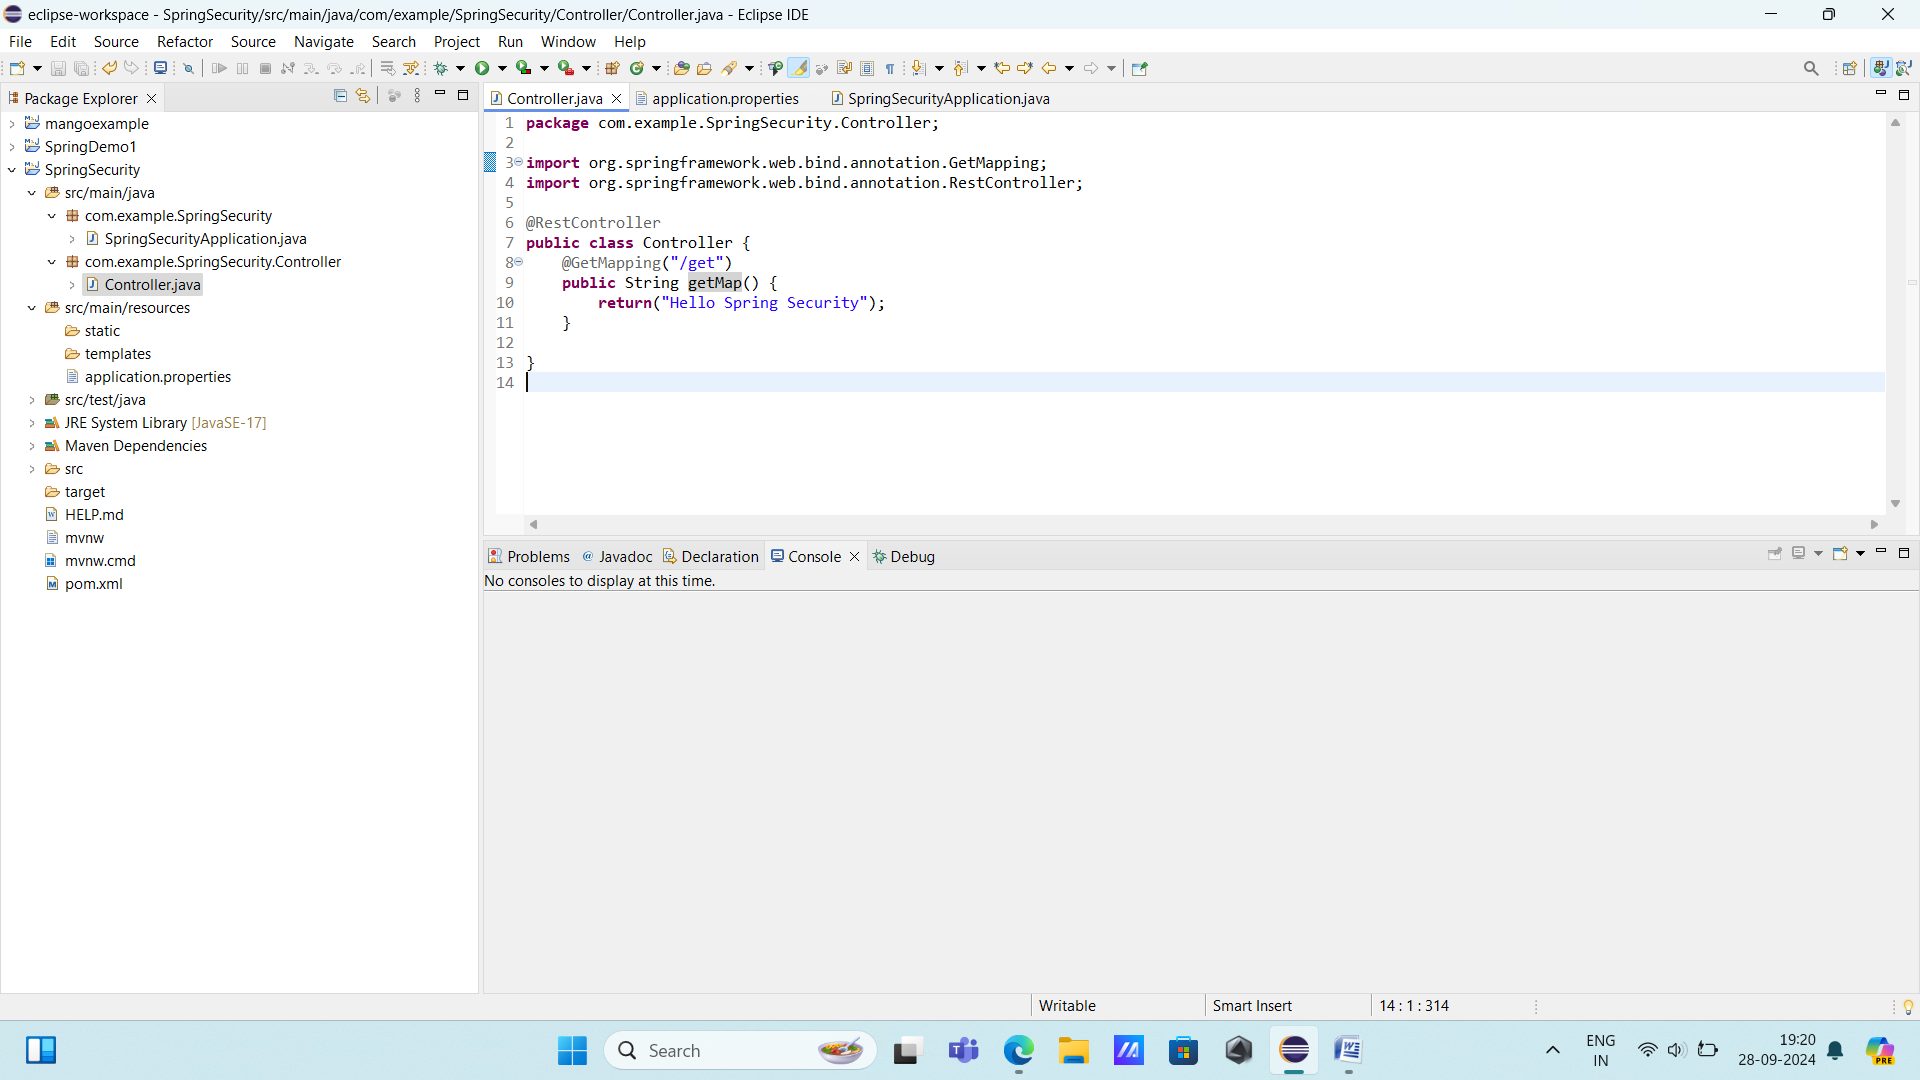 eclipse-workspace - SpringSecurity/src/main/java/com/example/SpringSecurity/Controller/Controller.java - Eclipse IDE
File Edit Source Refactor Source Navigate Search Project Run Window Help
Package Explorer
mangoexample
SpringDemo1
SpringSecurity
src/main/java
com.example.SpringSecurity
SpringSecurityApplication.java
com.example.SpringSecurity.Controller
Controller.java
src/main/resources
static
templates
application.properties
src/test/java
JRE System Library [JavaSE-17]
Maven Dependencies
src
target
HELP.md
mvnw
mvnw.cmd
pom.xml
Controller.java application.properties SpringSecurityApplication.java
1 package com.example.SpringSecurity.Controller;
2
3 import org.springframework.web.bind.annotation.GetMapping;
4 import org.springframework.web.bind.annotation.RestController;
5
6 @RestController
7 public class Controller {
8 @GetMapping("/get")
9 public String getMap() {
10 return("Hello Spring Security");
11 }
12
13 }
14
Problems @ Javadoc Declaration Console Debug
No consoles to display at this time.
Writable Smart Insert 14 : 1 : 314
Search
ENG
IN
19:20
28-09-2024
PRE